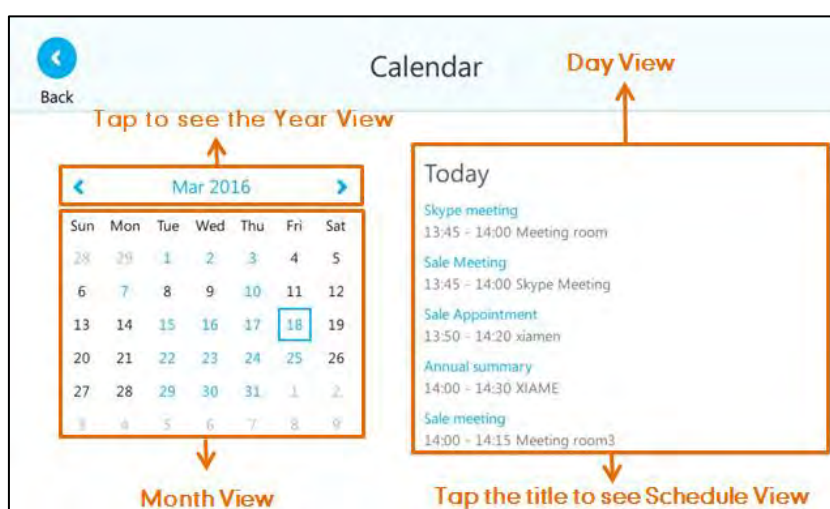 Calendar
Day View
Back
Tap to see the Year View
Mar 2016
Sun Mon Tue Wed Thu Fri Sat
28 29 1 2 3 4 5
6 7 8 9 10 11 12
13 14 15 16 17 18 19
20 21 22 23 24 25 26
27 28 29 30 31 1 2
3 4 5 6 7 8 9
Month View
Today
Skype meeting
13:45 - 14:00 Meeting room
Sale Meeting
13:45 - 14:00 Skype Meeting
Sale Appointment
13:50 - 14:20 xiamen
Annual summary
14:00 - 14:30 XIAME
Sale meeting
14:00 - 14:15 Meeting room3
Tap the title to see Schedule View